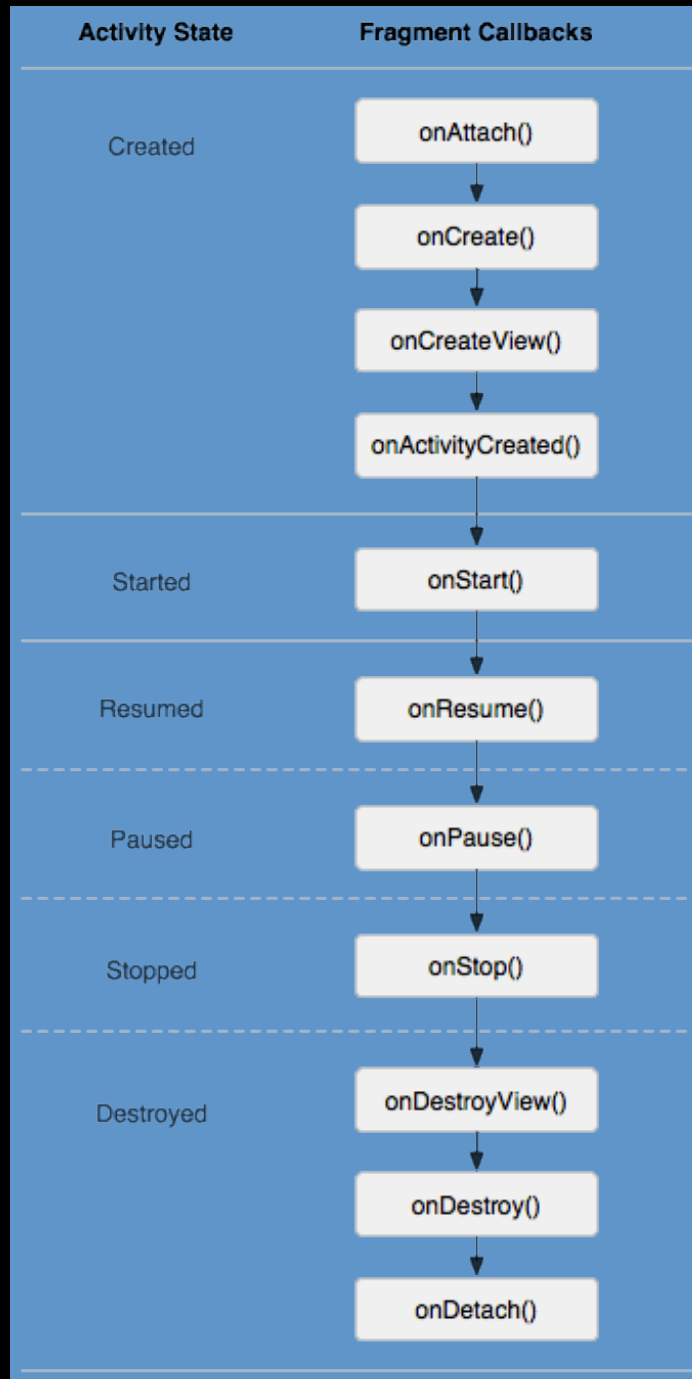 Activity State Fragment Callbacks
Created
onAttach()
onCreate()
onCreateView()
onActivityCreated()
Started
onStart()
Resumed
onResume()
Paused
onPause()
Stopped
onStop()
Destroyed
onDestroyView()
onDestroy()
onDetach()